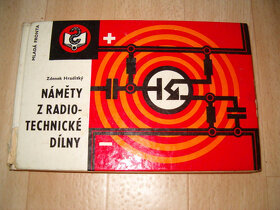 MLADÁ FRONTA
Zdeněk Hradiský
NÁMĚTY
Z RADIO-
TECHNICKÉ
DÍLNY
+
−